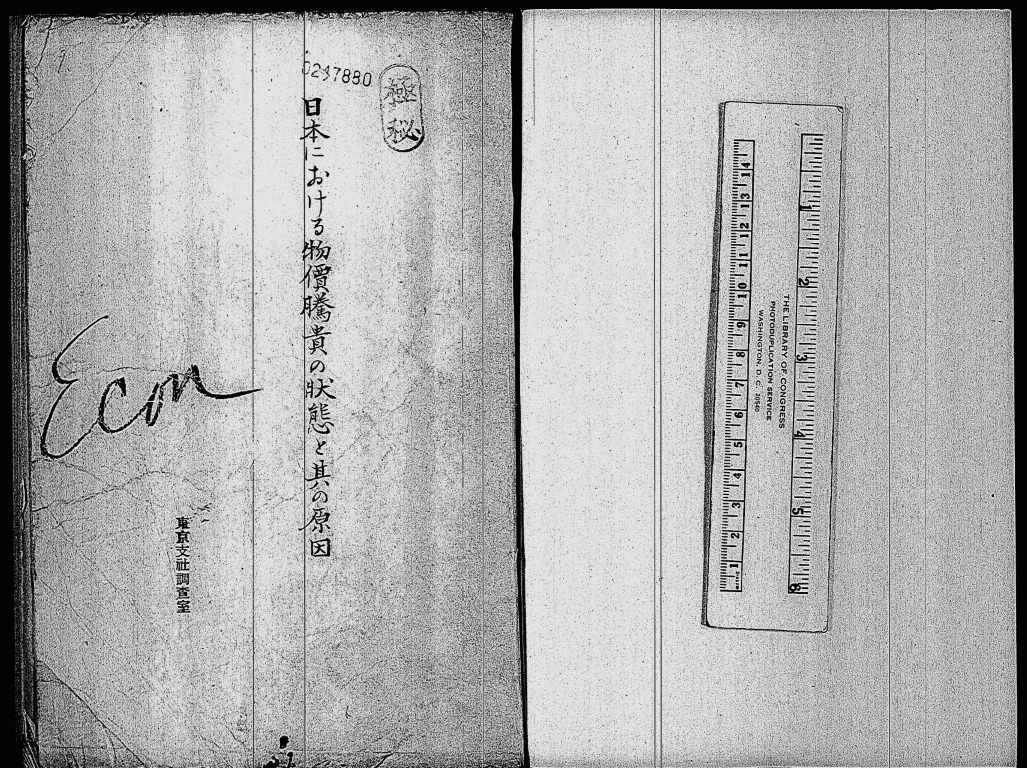 0247880
極秘
日本における物價騰貴の狀態と其の原因
Econ
東京支社調査室
THE LIBRARY OF CONGRESS
PHOTODUPLICATION SERVICE
WASHINGTON, D. C. 20540
1 2 3 4 5 6 7 8 9 10 11 12 13 14
1 2 3 4 5 6